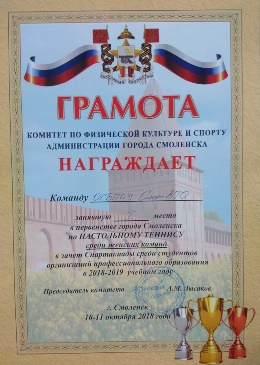 ГРАМОТА
КОМИТЕТ ПО ФИЗИЧЕСКОЙ КУЛЬТУРЕ И СПОРТУ
АДМИНИСТРАЦИИ ГОРОДА СМОЛЕНСКА
НАГРАЖДАЕТ
Команду
занявшую место
в первенстве города Смоленска
по НАСТОЛЬНОМУ ТЕННИСУ
среди женских команд
в зачет Спартакиады среди студентов
организаций профессионального образования
в 2018-2019 учебном году
Председатель комитета А.М. Лысаков
г. Смоленск
10-11 октября 2018 года